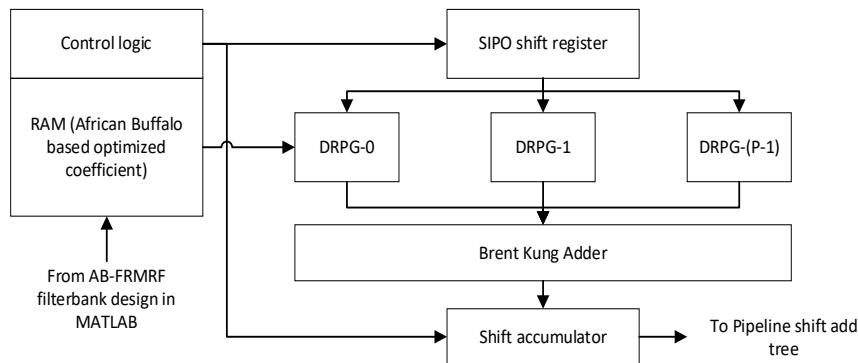 Control logic
SIPO shift register
RAM (African Buffalo
based optimized
coefficient)
DRPG-0
DRPG-1
DRPG-(P-1)
Brent Kung Adder
From AB-FRMRF
filterbank design in
MATLAB
Shift accumulator
To Pipeline shift add
tree